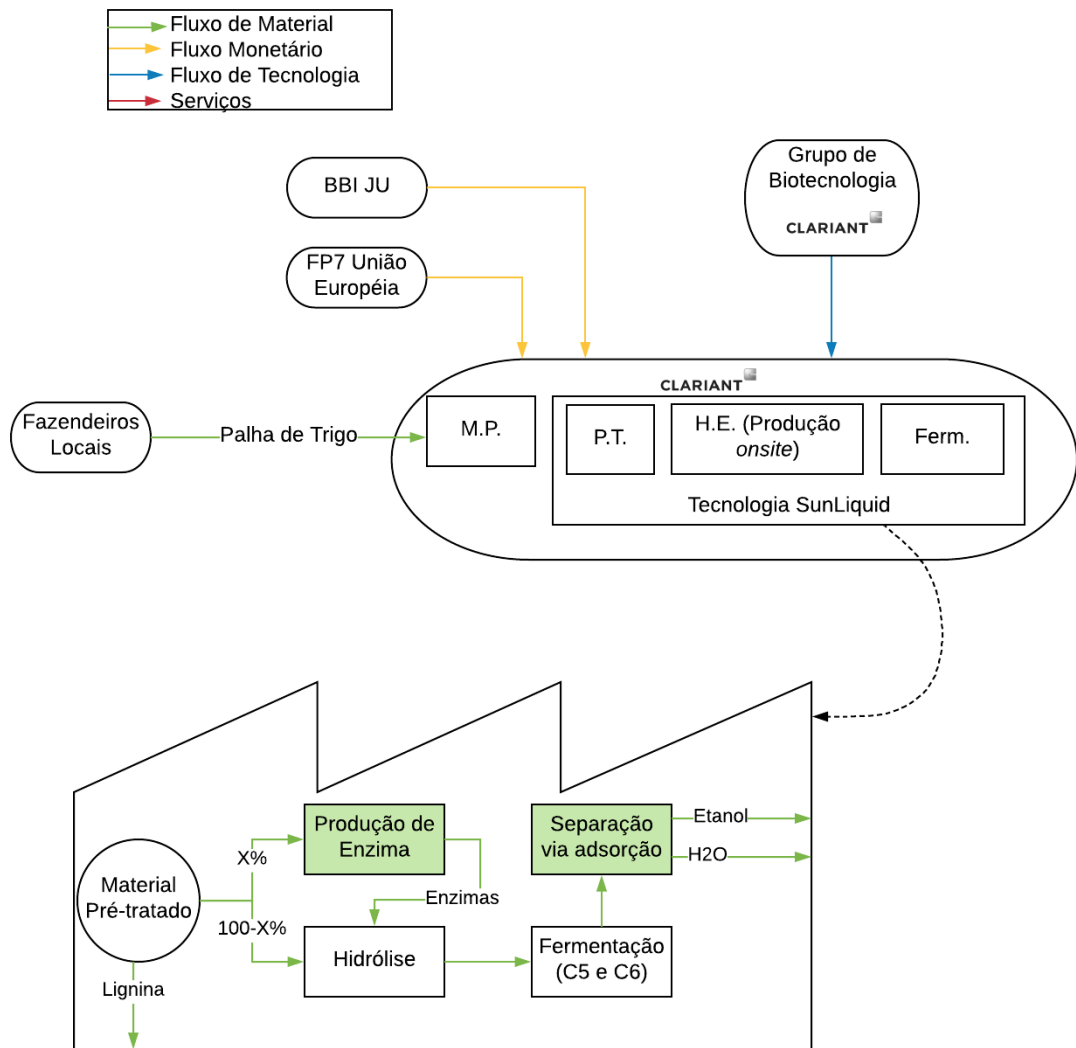 Fluxo de Material
Fluxo Monetário
Fluxo de Tecnologia
Serviços
BBI JU
Grupo de
Biotecnologia
CLARIANT
FP7 União
Européia
CLARIANT
Fazendeiros
Locais
Palha de Trigo
M.P.
P.T.
H.E. (Produção
onsite)
Ferm.
Tecnologia SunLiquid
Produção de
Enzima
Separação
via adsorção
Etanol
H2O
X%
Material
Pré-tratado
Enzimas
100-X%
Hidrólise
Fermentação
(C5 e C6)
Lignina